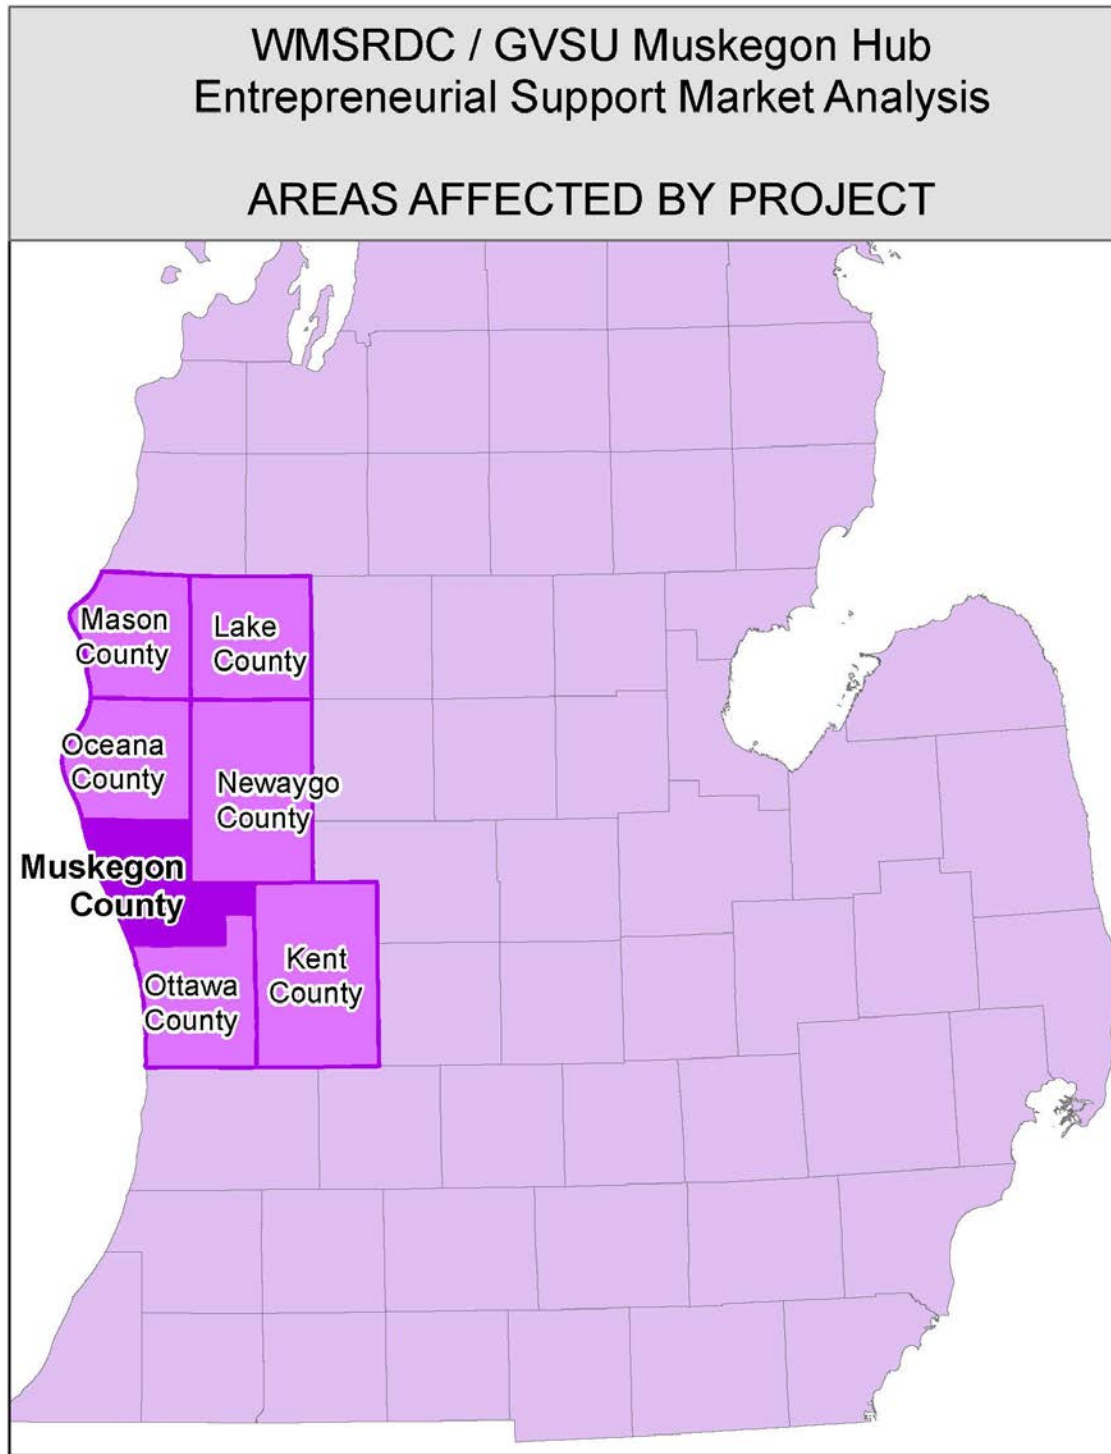 WMSRDC / GVSU Muskegon Hub
Entrepreneurial Support Market Analysis
AREAS AFFECTED BY PROJECT
Mason
County
Lake
County
Oceana
County
Newaygo
County
Muskegon
County
Kent
County
Ottawa
County